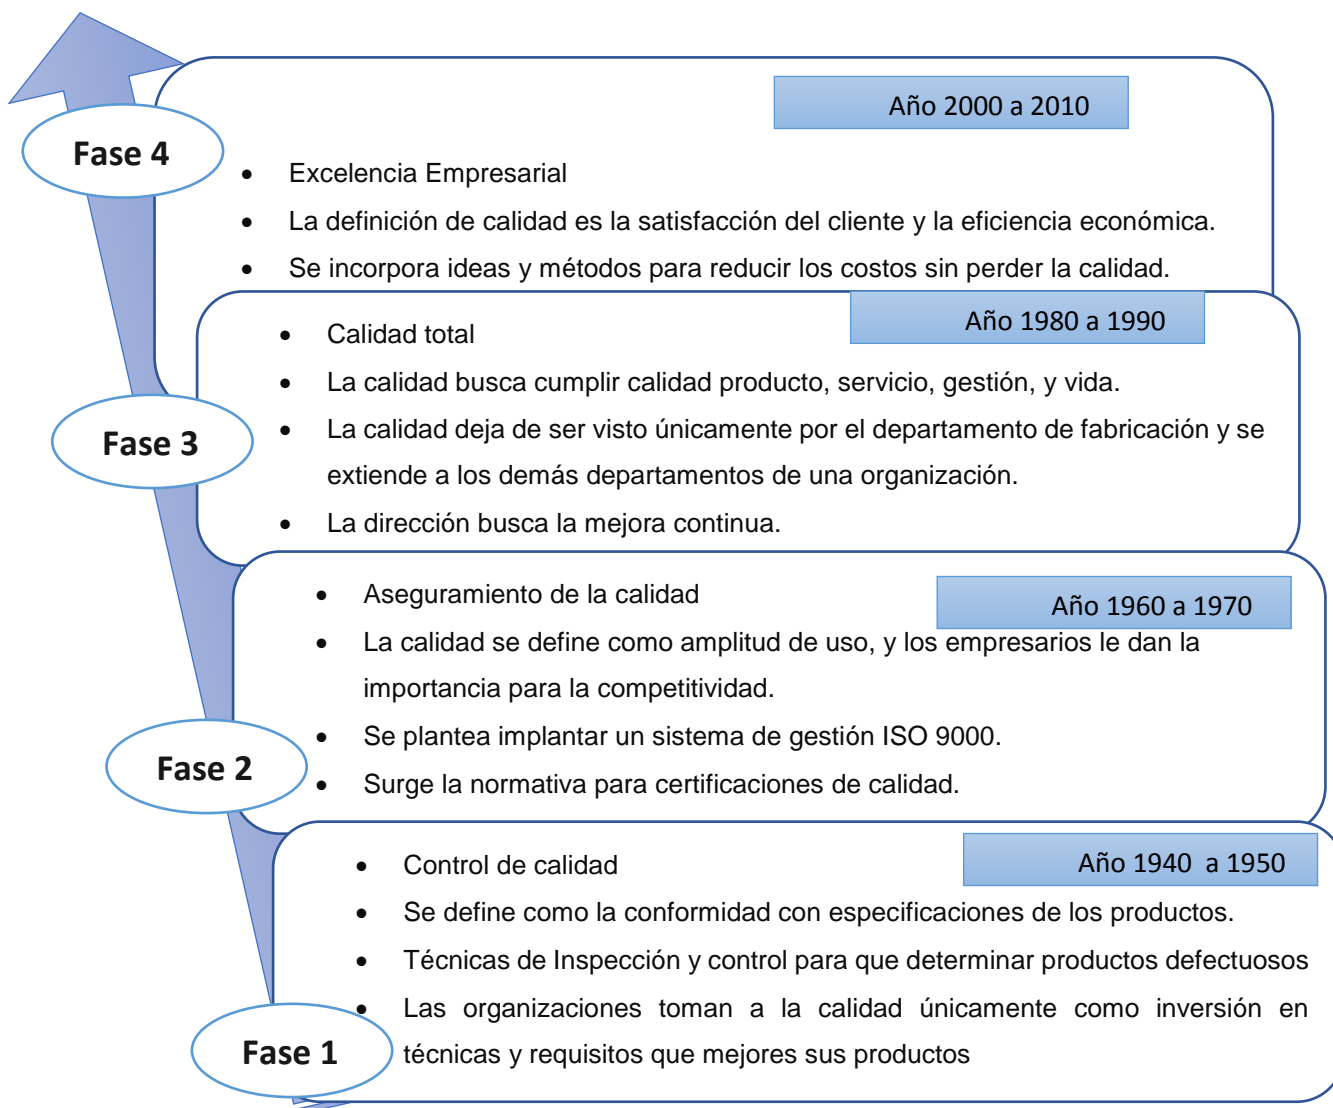 Año 2000 a 2010
Fase 4
• Excelencia Empresarial
• La definición de calidad es la satisfacción del cliente y la eficiencia económica.
• Se incorpora ideas y métodos para reducir los costos sin perder la calidad.
Año 1980 a 1990
• Calidad total
• La calidad busca cumplir calidad producto, servicio, gestión, y vida.
Fase 3
• La calidad deja de ser visto únicamente por el departamento de fabricación y se
extiende a los demás departamentos de una organización.
• La dirección busca la mejora continua.
• Aseguramiento de la calidad
Año 1960 a 1970
• La calidad se define como amplitud de uso, y los empresarios le dan la
importancia para la competitividad.
• Se plantea implantar un sistema de gestión ISO 9000.
Fase 2
• Surge la normativa para certificaciones de calidad.
• Control de calidad
Año 1940 a 1950
• Se define como la conformidad con especificaciones de los productos.
• Técnicas de Inspección y control para que determinar productos defectuosos
• Las organizaciones toman a la calidad únicamente como inversión en
técnicas y requisitos que mejores sus productos
Fase 1